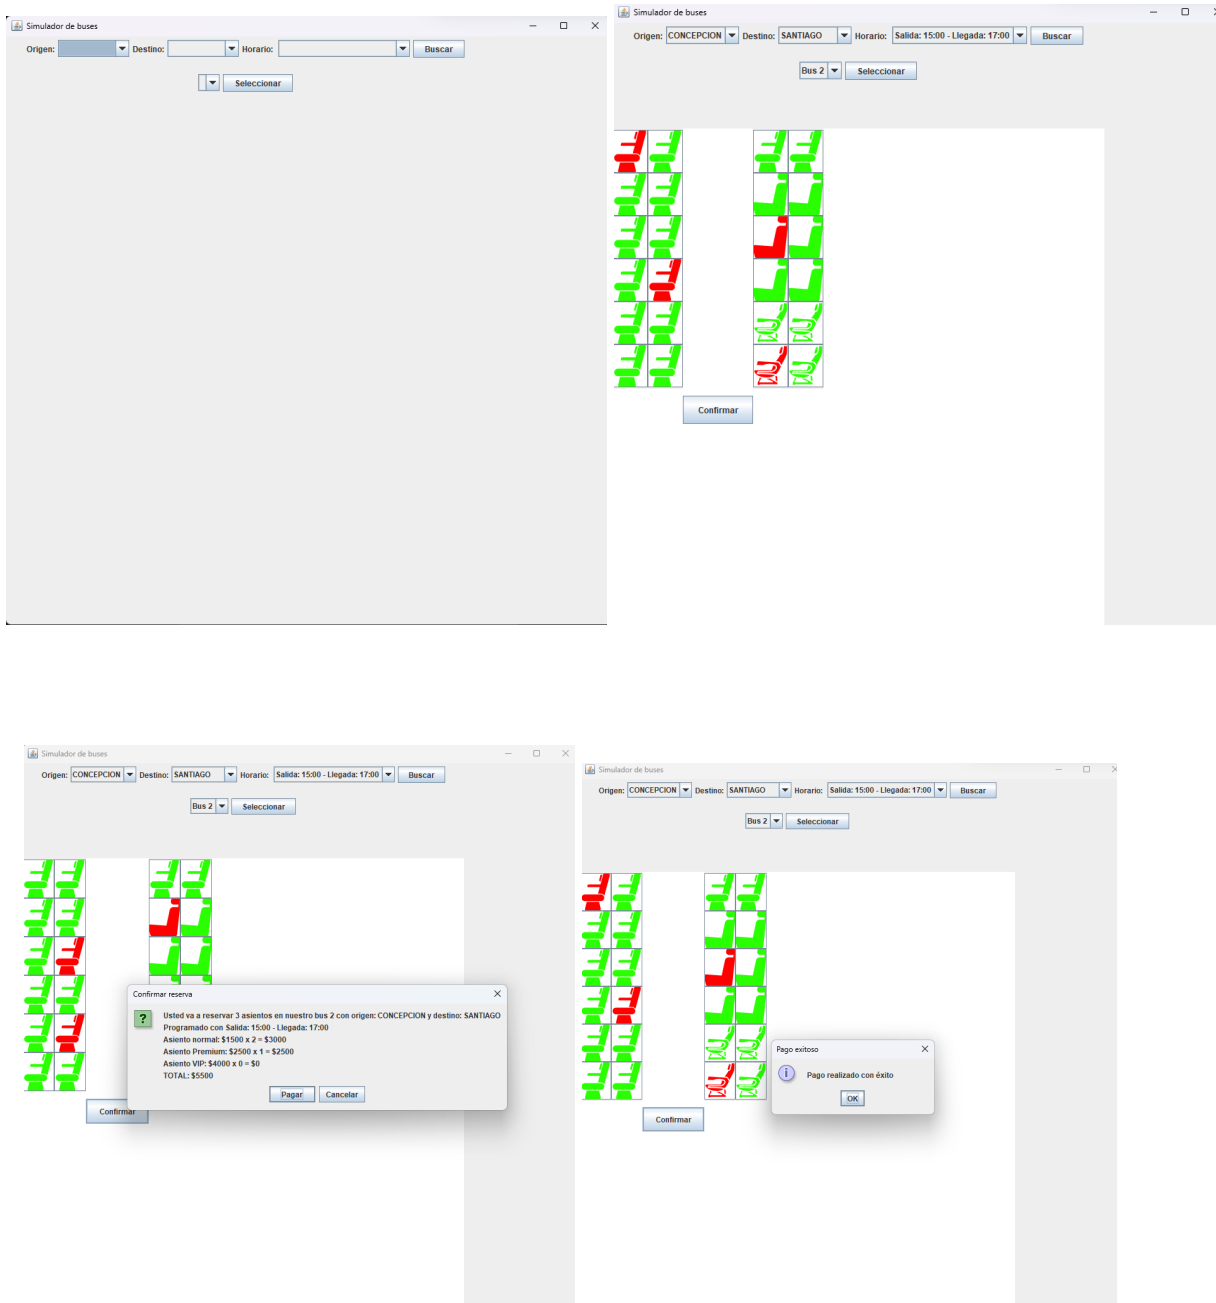 Simulador de buses
Origen: Destino: Horario: Buscar
Seleccionar
Simulador de buses
Origen: CONCEPCION Destino: SANTIAGO Horario: Salida: 15:00 - Llegada: 17:00 Buscar
Bus 2 Seleccionar
Confirmar
Simulador de buses
Origen: CONCEPCION Destino: SANTIAGO Horario: Salida: 15:00 - Llegada: 17:00 Buscar
Bus 2 Seleccionar
Confirmar reserva
Usted va a reservar 3 asientos en nuestro bus 2 con origen: CONCEPCION y destino: SANTIAGO
Programado con Salida: 15:00 - Llegada: 17:00
Asiento normal: $1500 x 2 = $3000
Asiento Premium: $2500 x 1 = $2500
Asiento VIP: $4000 x 0 = $0
TOTAL: $5500
Pagar Cancelar
Confirmar
Simulador de buses
Origen: CONCEPCION Destino: SANTIAGO Horario: Salida: 15:00 - Llegada: 17:00 Buscar
Bus 2 Seleccionar
Pago exitoso
Pago realizado con éxito
OK
Confirmar